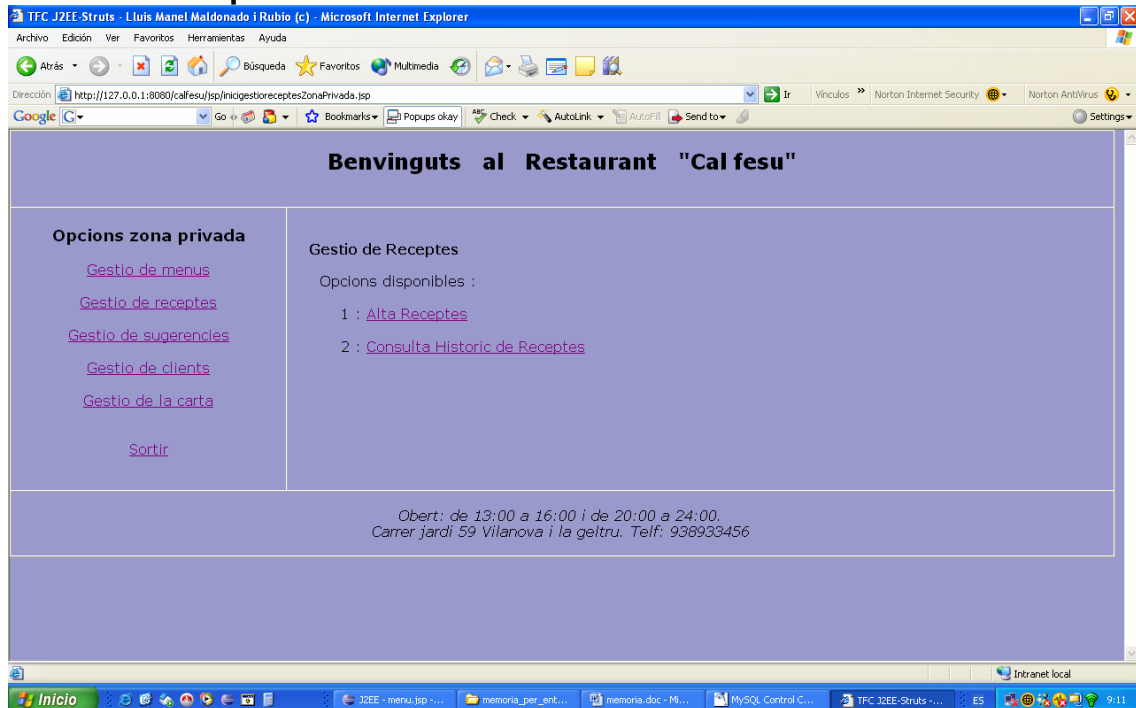 TFC J2EE-Struts - Lluis Manel Maldonado i Rubio (c) - Microsoft Internet Explorer
Archivo Edición Ver Favoritos Herramientas Ayuda
Atrás Búsqueda Favoritos Multimedia
Dirección http://127.0.0.1:8080/calfesu/jsp/inicigestioreceptesZonaPrivada.jsp Ir Vínculos » Norton Internet Security Norton AntiVirus
Google G Go Bookmarks Popups okay ABC Check AutoLink AutoFill Send to Settings
Benvinguts al Restaurant "Cal fesu"
Opcions zona privada
Gestio de menus
Gestio de receptes
Gestio de sugerencies
Gestio de clients
Gestio de la carta
Sortir
Gestio de Receptes
Opcions disponibles :
1 : Alta Receptes
2 : Consulta Historic de Receptes
Obert: de 13:00 a 16:00 i de 20:00 a 24:00.
Carrer jardi 59 Vilanova i la geltru. Telf: 938933456
Intranet local
Inicio J2EE - menu.jsp -... memoria_per_ent... memoria.doc - Mi... MySQL Control C... TFC J2EE-Struts -... ES 9:11